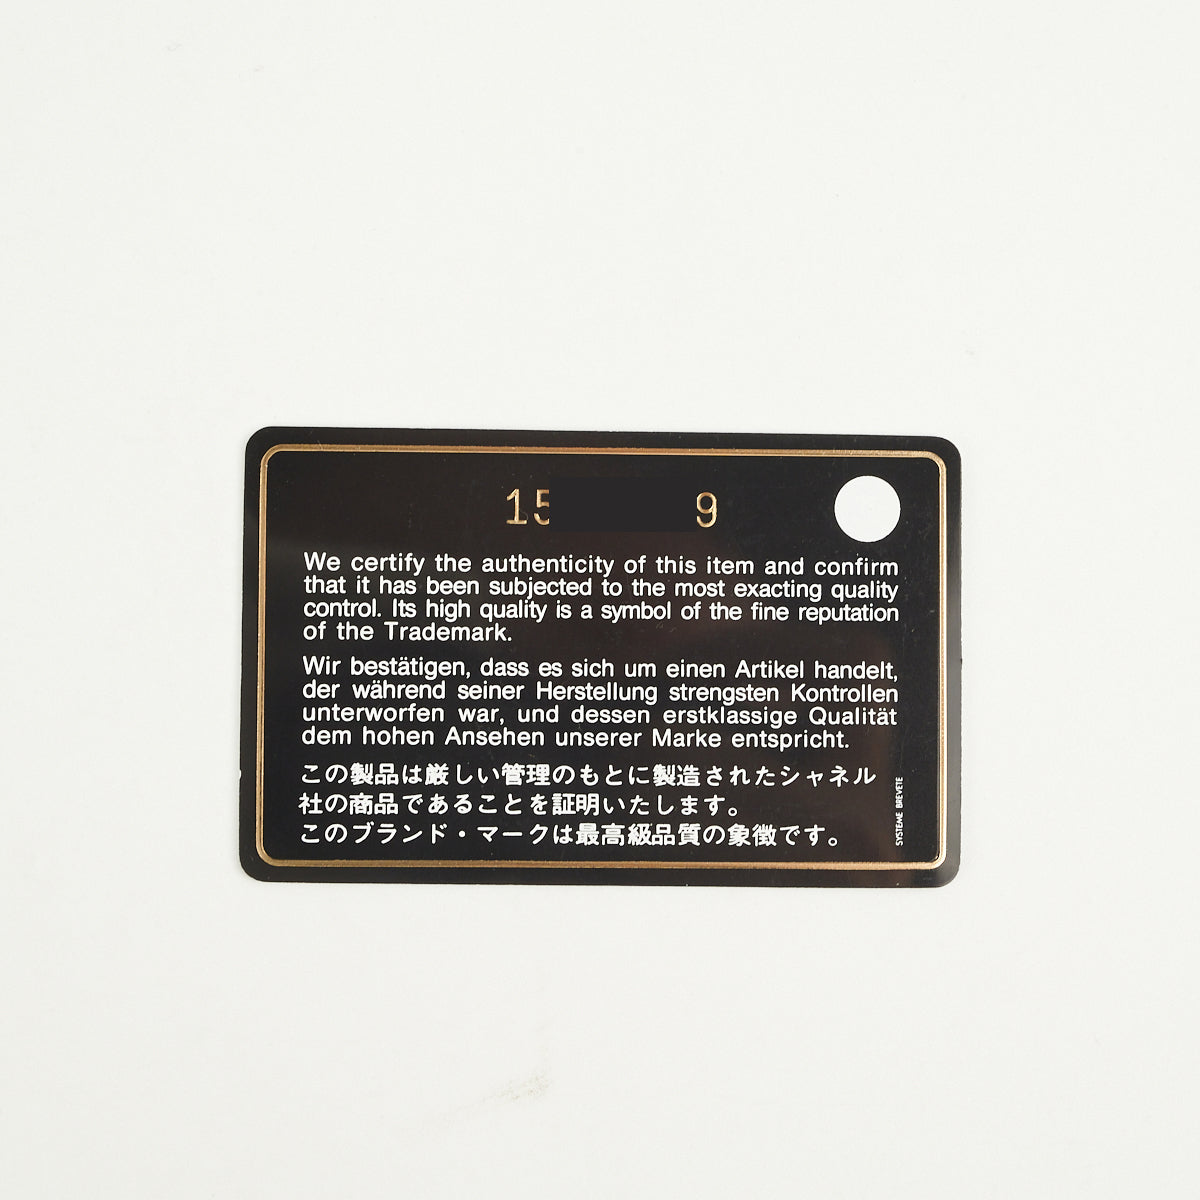 15 9
We certify the authenticity of this item and confirm
that it has been subjected to the most exacting quality
control. Its high quality is a symbol of the fine reputation
of the Trademark.
Wir bestätigen, dass es sich um einen Artikel handelt,
der während seiner Herstellung strengsten Kontrollen
unterworfen war, und dessen erstklassige Qualität
dem hohen Ansehen unserer Marke entspricht.
この製品は厳しい管理のもとに製造されたシャネル
社の商品であることを証明いたします。
このブランド・マークは最高級品質の象徴です。
SYSTEME BREVETE